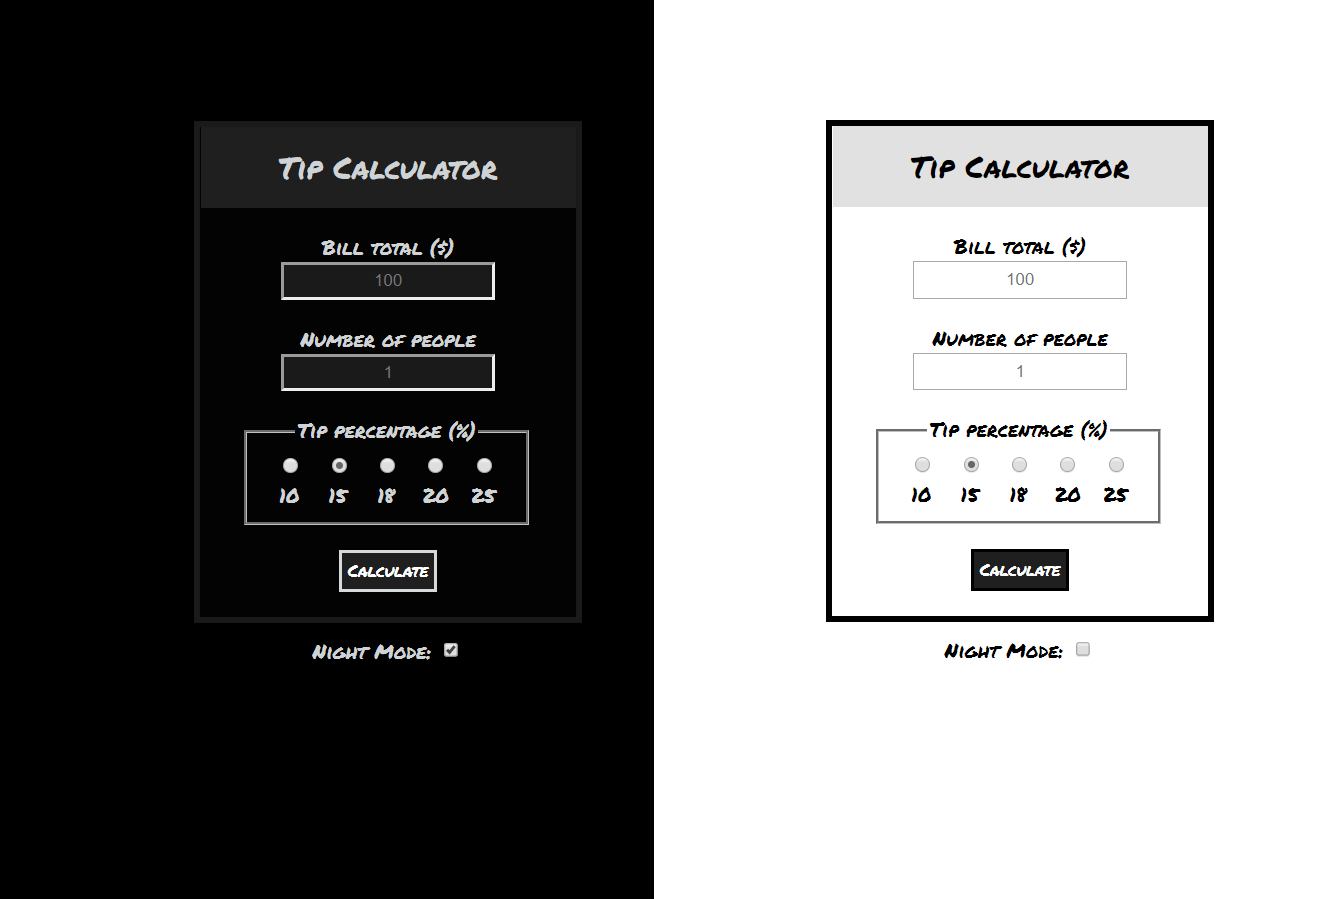 Tip Calculator
Bill total ($)
100
Number of people
1
Tip percentage (%)
10 15 18 20 25
Calculate
Night Mode:
Tip Calculator
Bill total ($)
100
Number of people
1
Tip percentage (%)
10 15 18 20 25
Calculate
Night Mode: